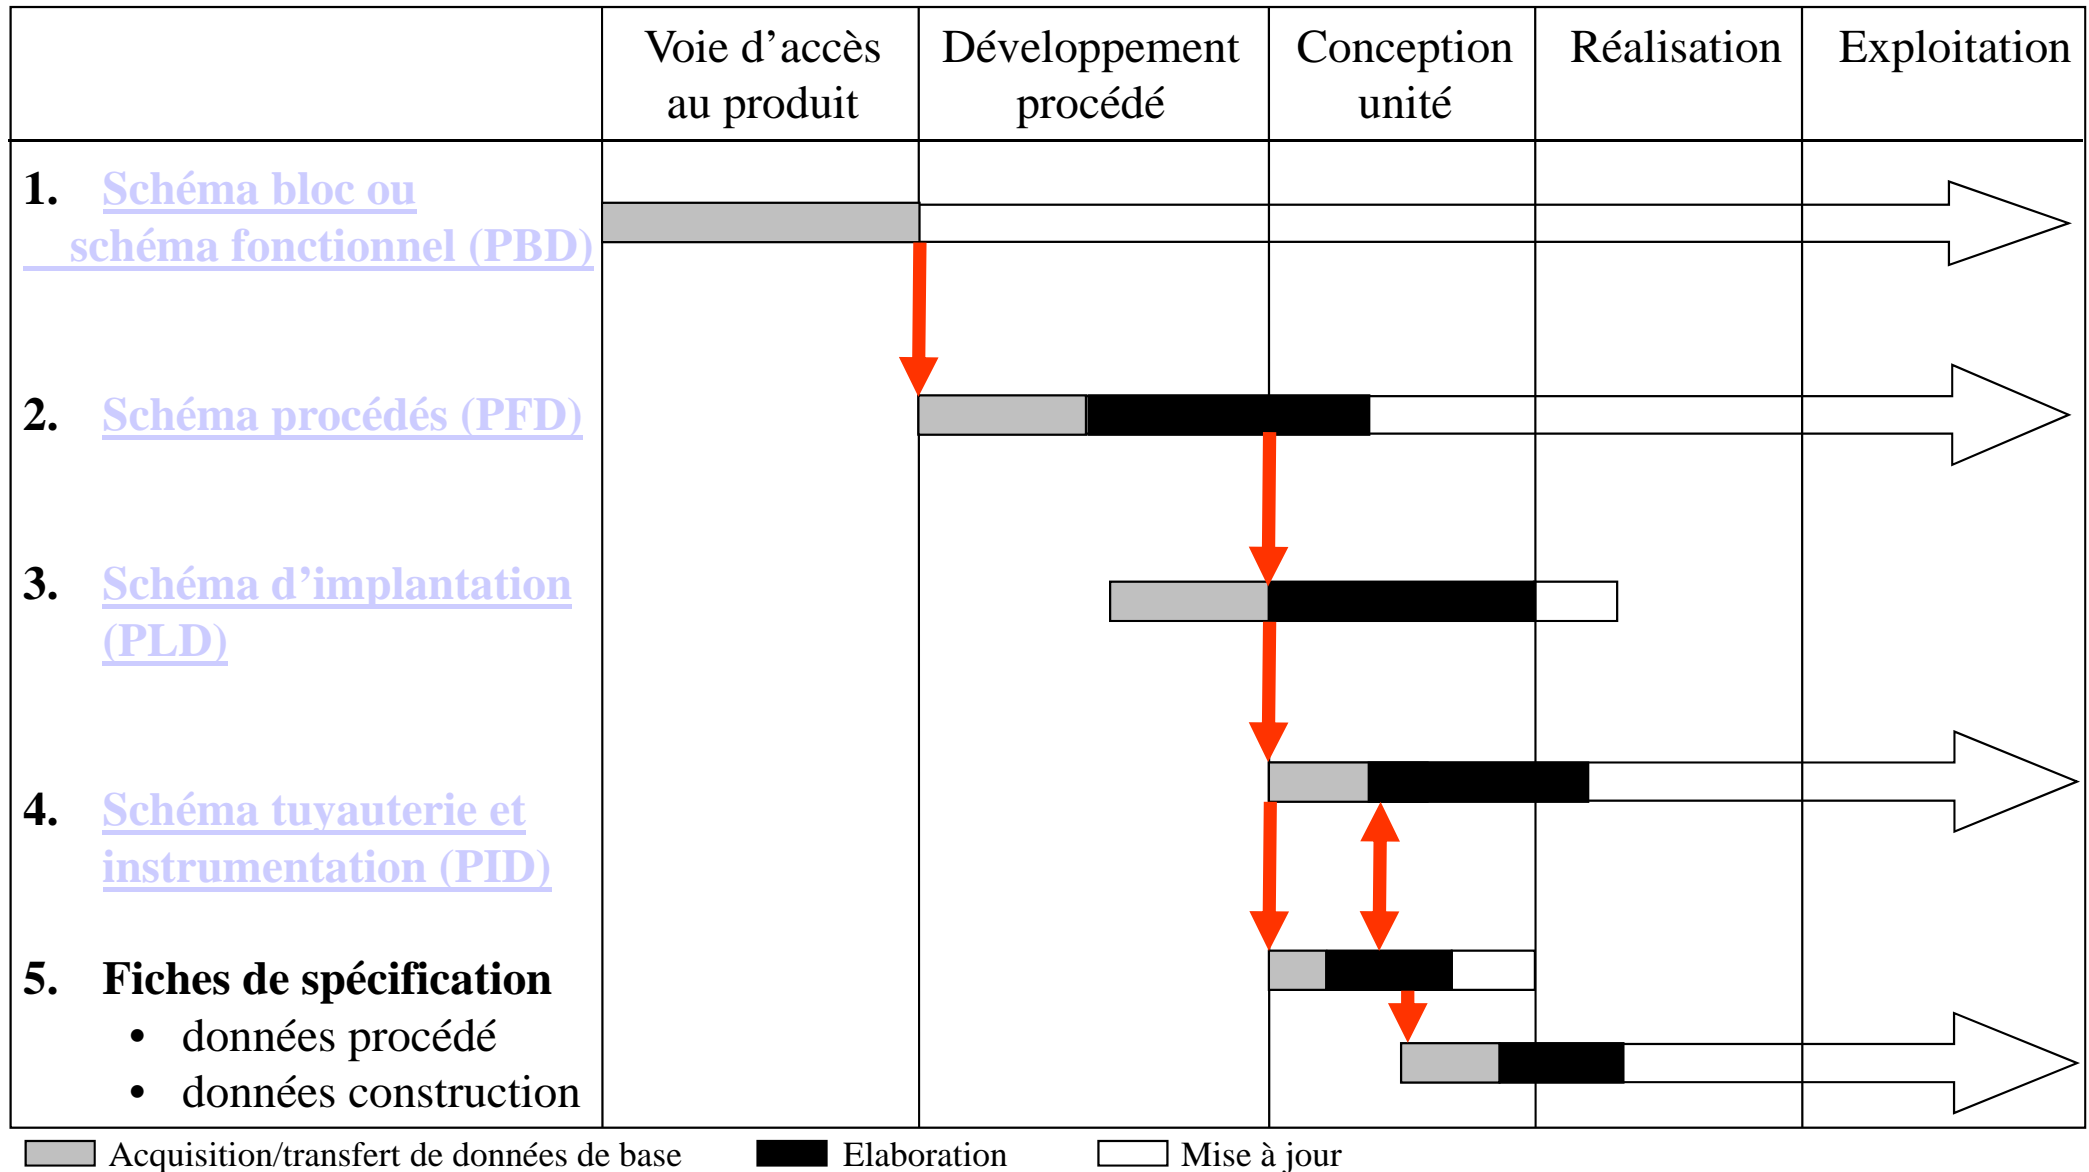 Voie d’accès
au produit
Développement
procédé
Conception
unité
Réalisation
Exploitation
1. Schéma bloc ou
schéma fonctionnel (PBD)
2. Schéma procédés (PFD)
3. Schéma d’implantation
(PLD)
4. Schéma tuyauterie et
instrumentation (PID)
5. Fiches de spécification
• données procédé
• données construction
Acquisition/transfert de données de base
Elaboration
Mise à jour